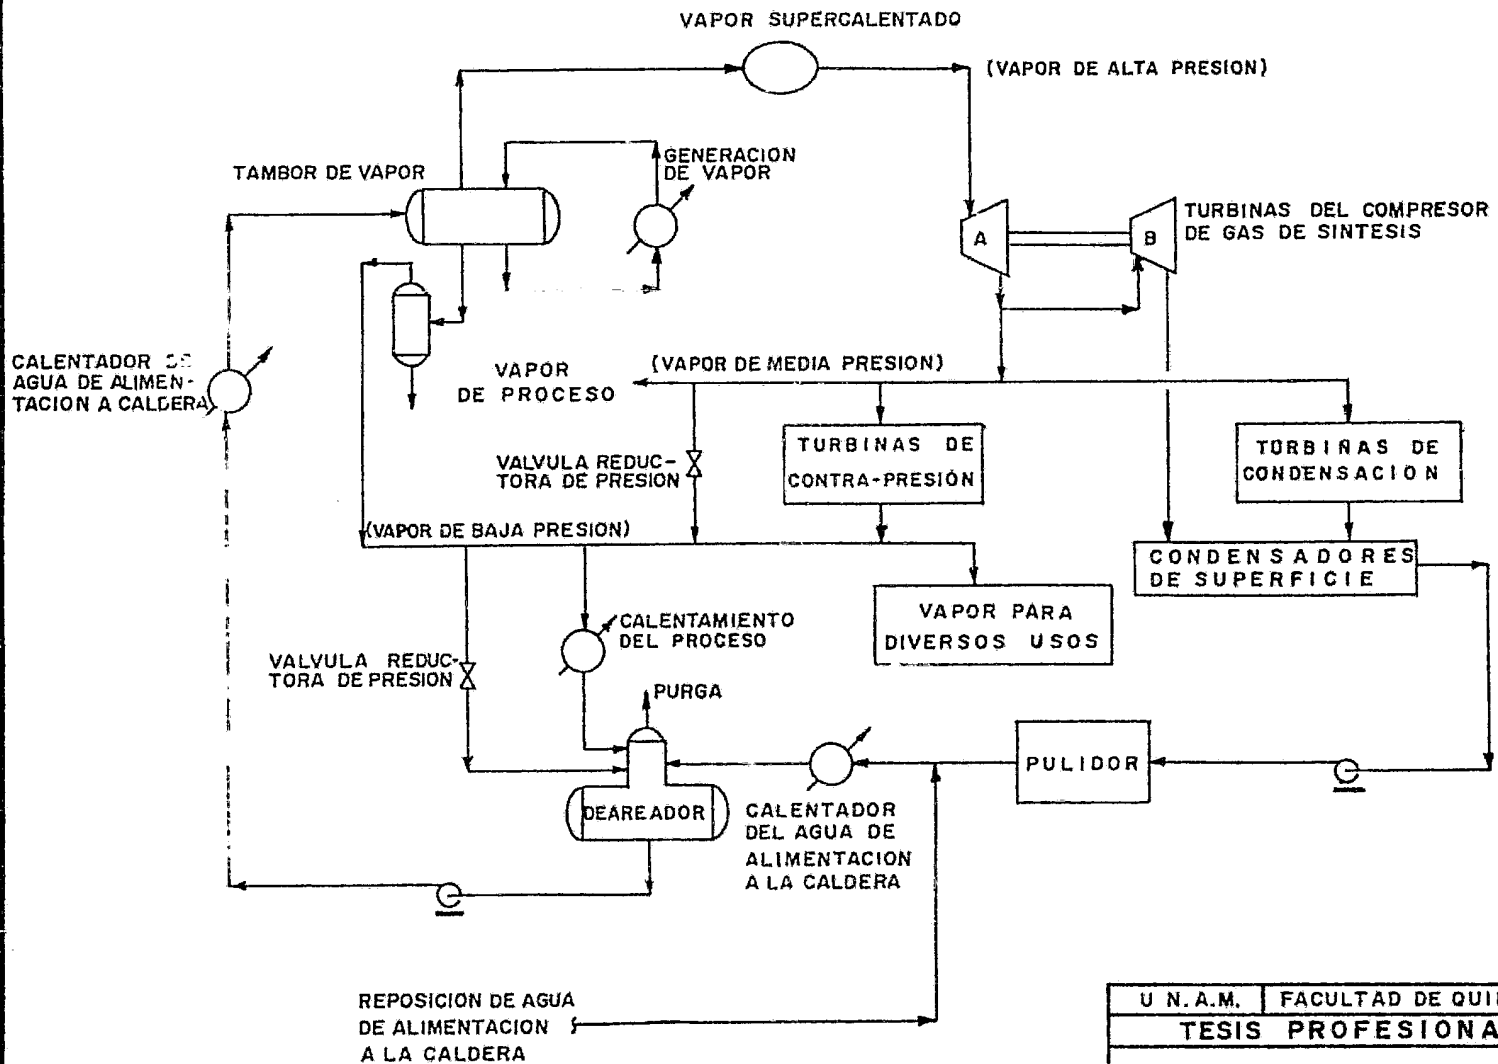 VAPOR SUPERCALENTADO
(VAPOR DE ALTA PRESION)
GENERACION
DE VAPOR
TAMBOR DE VAPOR
TURBINAS DEL COMPRESOR
DE GAS DE SINTESIS
A
B
CALENTADOR DE
AGUA DE ALIMEN-
TACION A CALDERA
VAPOR
DE PROCESO
(VAPOR DE MEDIA PRESION)
TURBINAS DE
CONTRA-PRESIÓN
TURBINAS DE
CONDENSACION
VALVULA REDUC-
TORA DE PRESION
(VAPOR DE BAJA PRESION)
CONDENSADORES
DE SUPERFICIE
VAPOR PARA
DIVERSOS USOS
CALENTAMIENTO
DEL PROCESO
VALVULA REDUC-
TORA DE PRESION
PURGA
PULIDOR
DEAREADOR
CALENTADOR
DEL AGUA DE
ALIMENTACION
A LA CALDERA
REPOSICION DE AGUA
DE ALIMENTACION
A LA CALDERA
U N.A.M. FACULTAD DE QUI
TESIS PROFESIONA